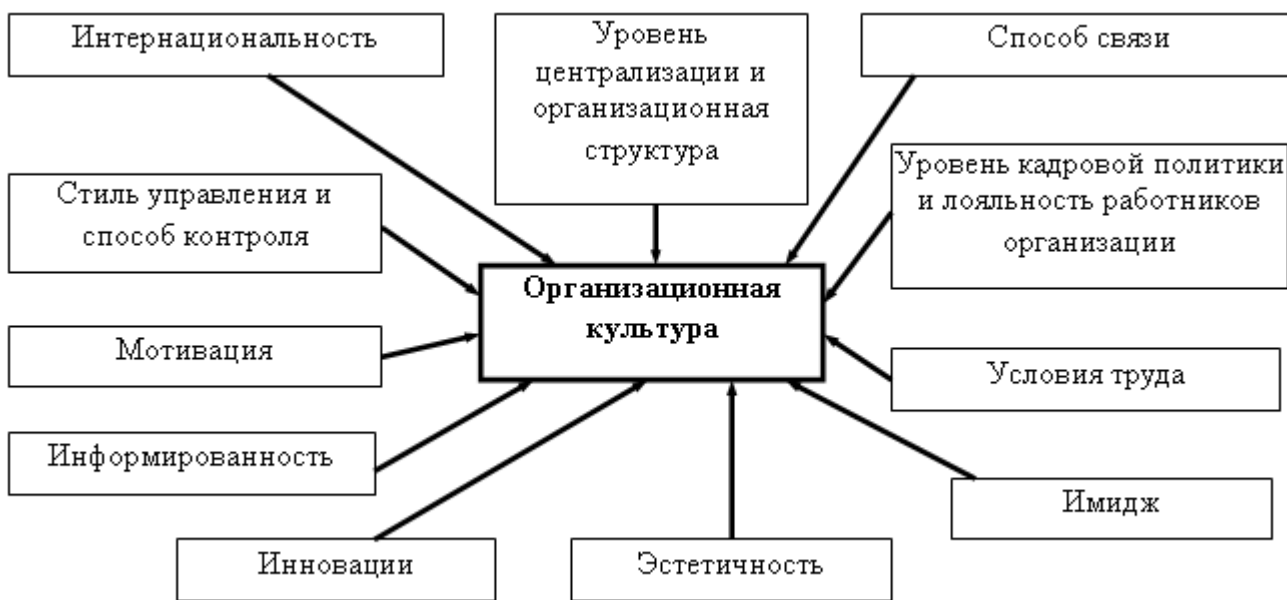 Интернациональность
Уровень
централизации и
организационная
структура
Способ связи
Стиль управления и
способ контроля
Уровень кадровой политики
и лояльность работников
организации
Организационная
культура
Мотивация
Условия труда
Информированность
Имидж
Инновации
Эстетичность